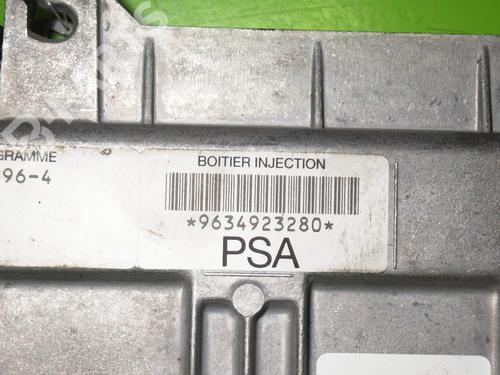 GRAMME
96-4
BOITIER INJECTION
*9634923280*
PSA